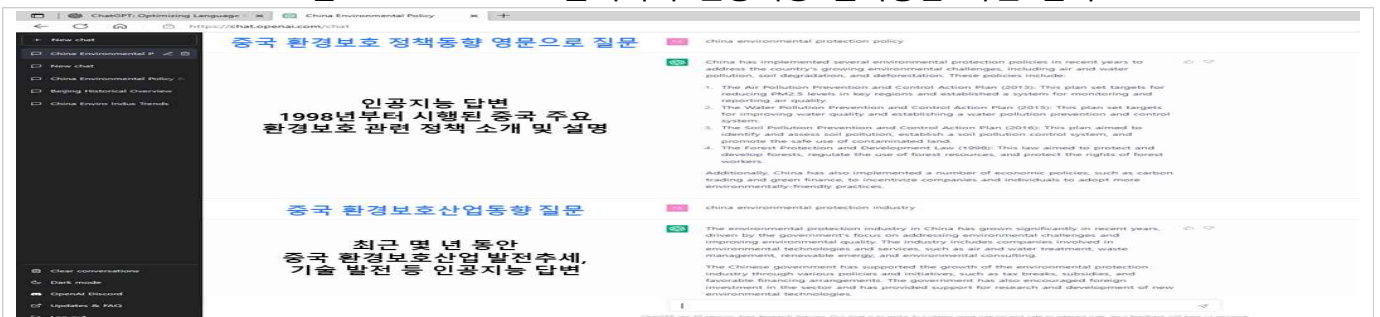 ChatGPT: Optimizing Language
China Environmental Policy
https://chat.openai.com/chat
New chat
China Environmental P
New chat
China Environmental Policy
Beijing Historical Overview
China Enviro Indus Trends
Clear conversations
Dark mode
OpenAI Discord
Updates & FAQ
중국 환경보호 정책동향 영문으로 질문
인공지능 답변
1998년부터 시행된 중국 주요
환경보호 관련 정책 소개 및 설명
중국 환경보호산업동향 질문
최근 몇 년 동안
중국 환경보호산업 발전추세,
기술 발전 등 인공지능 답변
china environmental protection policy
China has implemented several environmental protection policies in recent years to
address the country's growing environmental challenges, including air and water
pollution, soil degradation, and deforestation. These policies include:
1. The Air Pollution Prevention and Control Action Plan (2013): This plan set targets for
reducing PM2.5 levels in key regions and established a system for monitoring and
reporting air quality.
2. The Water Pollution Prevention and Control Action Plan (2015): This plan set targets
for improving water quality and establishing a water pollution prevention and control
system.
3. The Soil Pollution Prevention and Control Action Plan (2016): This plan aimed to
identify and assess soil pollution, establish a soil pollution control system, and
promote the safe use of contaminated land.
4. The Forest Protection and Development Law (1998): This law aimed to protect and
develop forests, regulate the use of forest resources, and protect the rights of forest
workers.
Additionally, China has also implemented a number of economic policies, such as carbon
trading and green finance, to incentivize companies and individuals to adopt more
environmentally-friendly practices.
china environmental protection industry
The environmental protection industry in China has grown significantly in recent years,
driven by the government's focus on addressing environmental challenges and
improving environmental quality. The industry includes companies involved in
environmental technologies and services, such as air and water treatment, waste
management, renewable energy, and environmental consulting.
The Chinese government has supported the growth of the environmental protection
industry through various policies and initiatives, such as tax breaks, subsidies, and
favorable financing arrangements. The government has also encouraged foreign
investment in the sector and has provided support for research and development of new
environmental technologies.